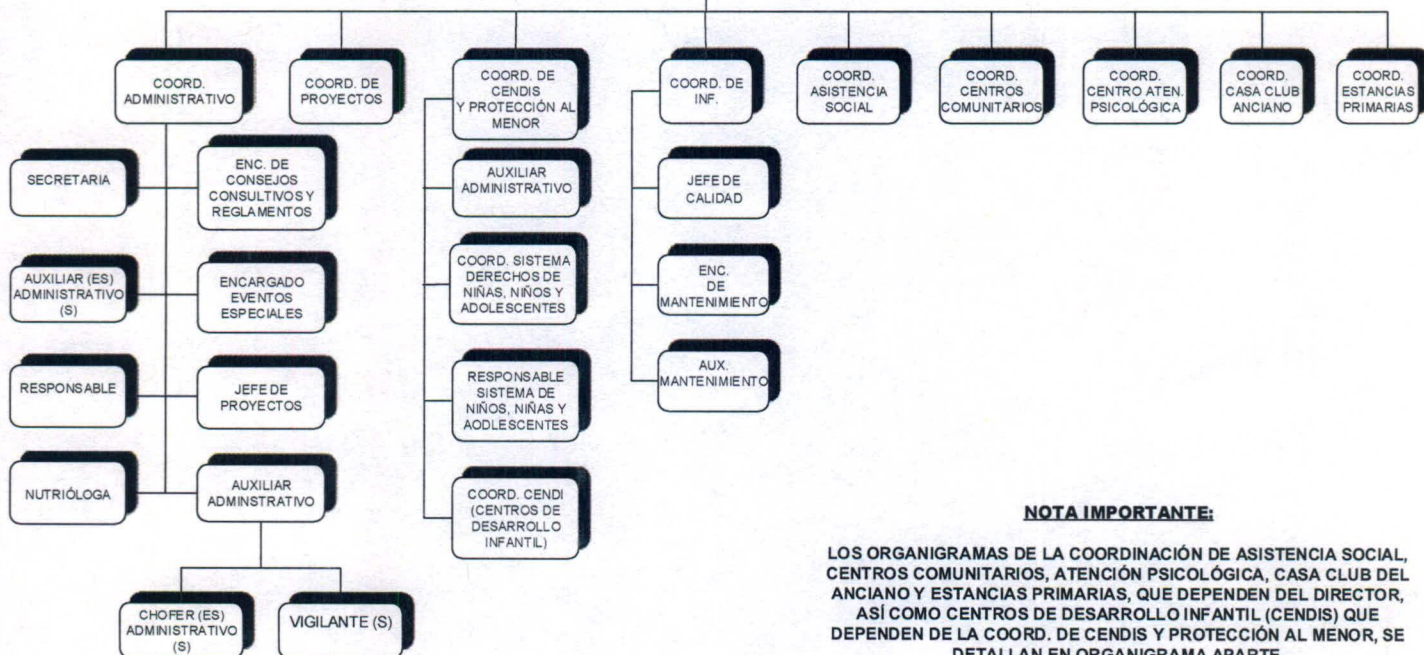 COORD.
ADMINISTRATIVO
COORD. DE
PROYECTOS
COORD. DE
CENDIS
Y PROTECCIÓN AL
MENOR
COORD. DE
INF.
COORD.
ASISTENCIA
SOCIAL
COORD.
CENTROS
COMUNITARIOS
COORD.
CENTRO ATEN.
PSICOLÓGICA
COORD.
CASA CLUB
ANCIANO
COORD.
ESTANCIAS
PRIMARIAS
SECRETARIA
ENC. DE
CONSEJOS
CONSULTIVOS Y
REGLAMENTOS
AUXILIAR
ADMINISTRATIVO
JEFE DE
CALIDAD
AUXILIAR (ES)
ADMINISTRATIVO
(S)
ENCARGADO
EVENTOS
ESPECIALES
COORD. SISTEMA
DERECHOS DE
NIÑAS, NIÑOS Y
ADOLESCENTES
ENC.
DE
MANTENIMIENTO
RESPONSABLE
JEFE DE
PROYECTOS
RESPONSABLE
SISTEMA DE
NIÑOS, NIÑAS Y
AODLESCENTES
AUX.
MANTENIMIENTO
NUTRIÓLOGA
AUXILIAR
ADMINSTRATIVO
COORD. CENDI
(CENTROS DE
DESARROLLO
INFANTIL)
CHOFER (ES)
ADMINISTRATIVO
(S)
VIGILANTE (S)
NOTA IMPORTANTE:
LOS ORGANIGRAMAS DE LA COORDINACIÓN DE ASISTENCIA SOCIAL,
CENTROS COMUNITARIOS, ATENCIÓN PSICOLÓGICA, CASA CLUB DEL
ANCIANO Y ESTANCIAS PRIMARIAS, QUE DEPENDEN DEL DIRECTOR,
ASÍ COMO CENTROS DE DESARROLLO INFANTIL (CENDIS) QUE
DEPENDEN DE LA COORD. DE CENDIS Y PROTECCIÓN AL MENOR, SE
DETALLAN EN ORGANIGRAMA APARTE